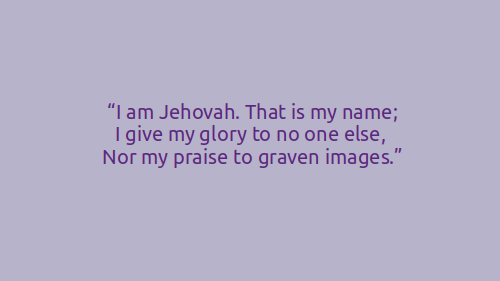 “I am Jehovah. That is my name;
I give my glory to no one else,
Nor my praise to graven images.”